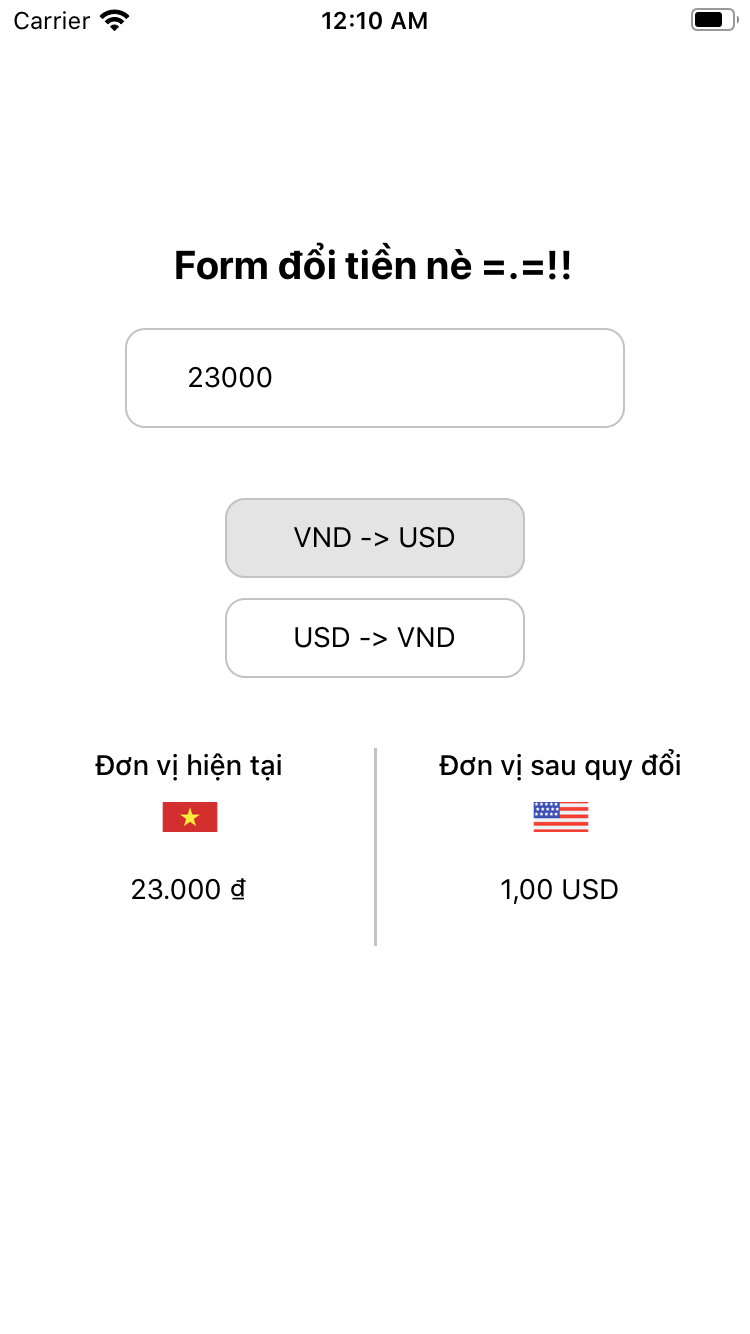 Carrier 12:10 AM
Form đổi tiền nè =.=!!
23000
VND -> USD
USD -> VND
Đơn vị hiện tại
23.000 ₫
Đơn vị sau quy đổi
1,00 USD